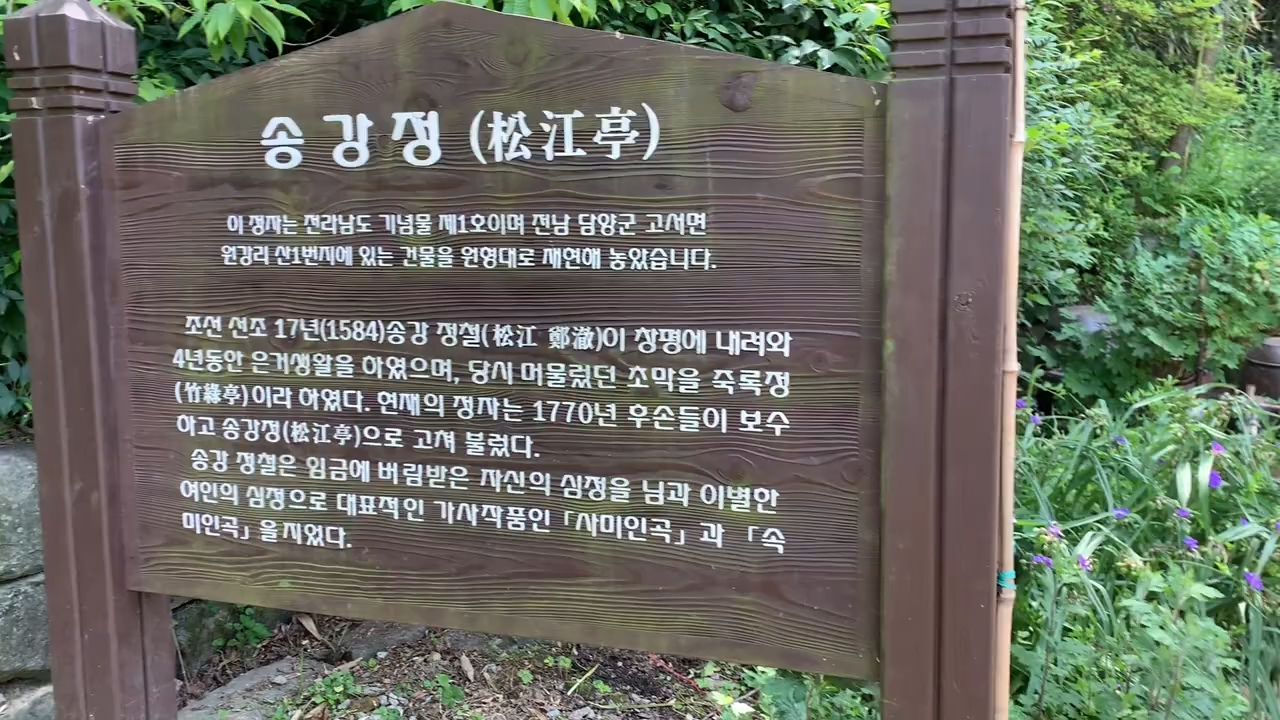 송강정 (松江亭)
이 정자는 전라남도 기념물 제1호이며 전남 담양군 고서면
원강리 산1번지에 있는 건물을 원형대로 재현해 놓았습니다.
조선 선조 17년(1584)송강 정철(松江 鄭澈)이 창평에 내려와
4년동안 은거생활을 하였으며, 당시 머물렀던 초막을 죽록정
(竹綠亭)이라 하였다. 현재의 정자는 1770년 후손들이 보수
하고 송강정(松江亭)으로 고쳐 불렀다.
송강 정철은 임금에 버림받은 자신의 심정을 님과 이별한
여인의 심정으로 대표적인 가사작품인 「사미인곡」과 「속
미인곡」을지었다.